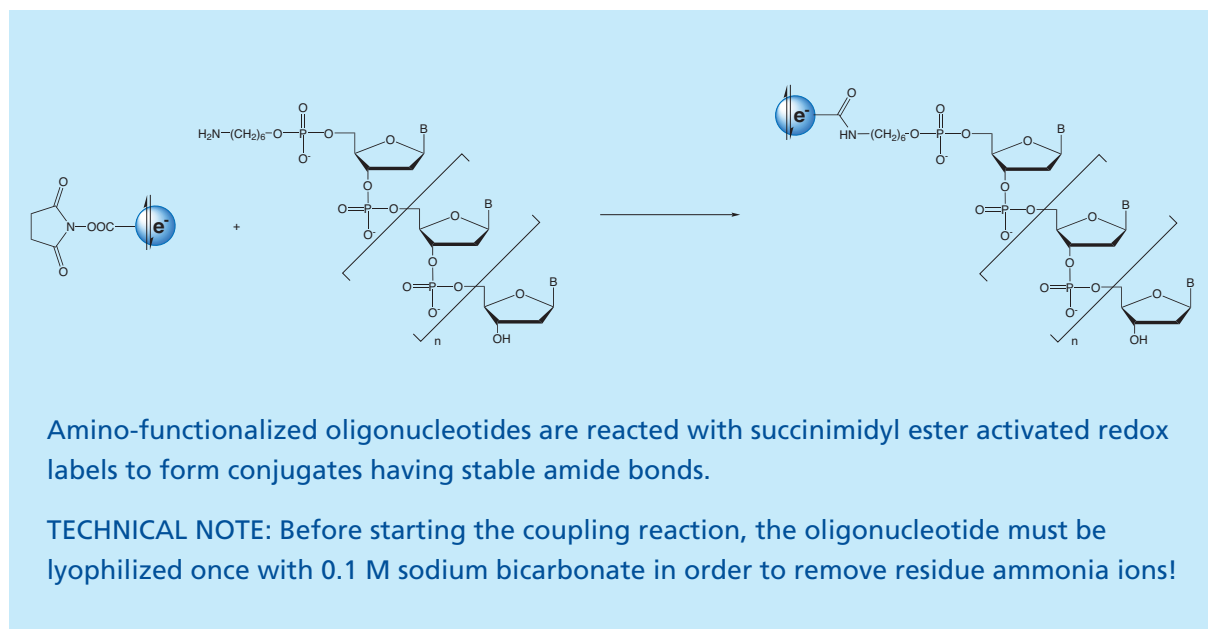 O
O
H₂N–(CH₂)₆–O–P–O
O⁻
O
B
O
O=P–O
O⁻
O
B
O
O=P–O
O⁻
O
B
n
OH
O
N–OOC
e⁻
O
+
e⁻
O
HN–(CH₂)₆–O–P–O
O
O⁻
O
B
O
O=P–O
O⁻
O
B
O
O=P–O
O⁻
O
B
n
OH
Amino-functionalized oligonucleotides are reacted with succinimidyl ester activated redox
labels to form conjugates having stable amide bonds.
TECHNICAL NOTE: Before starting the coupling reaction, the oligonucleotide must be
lyophilized once with 0.1 M sodium bicarbonate in order to remove residue ammonia ions!